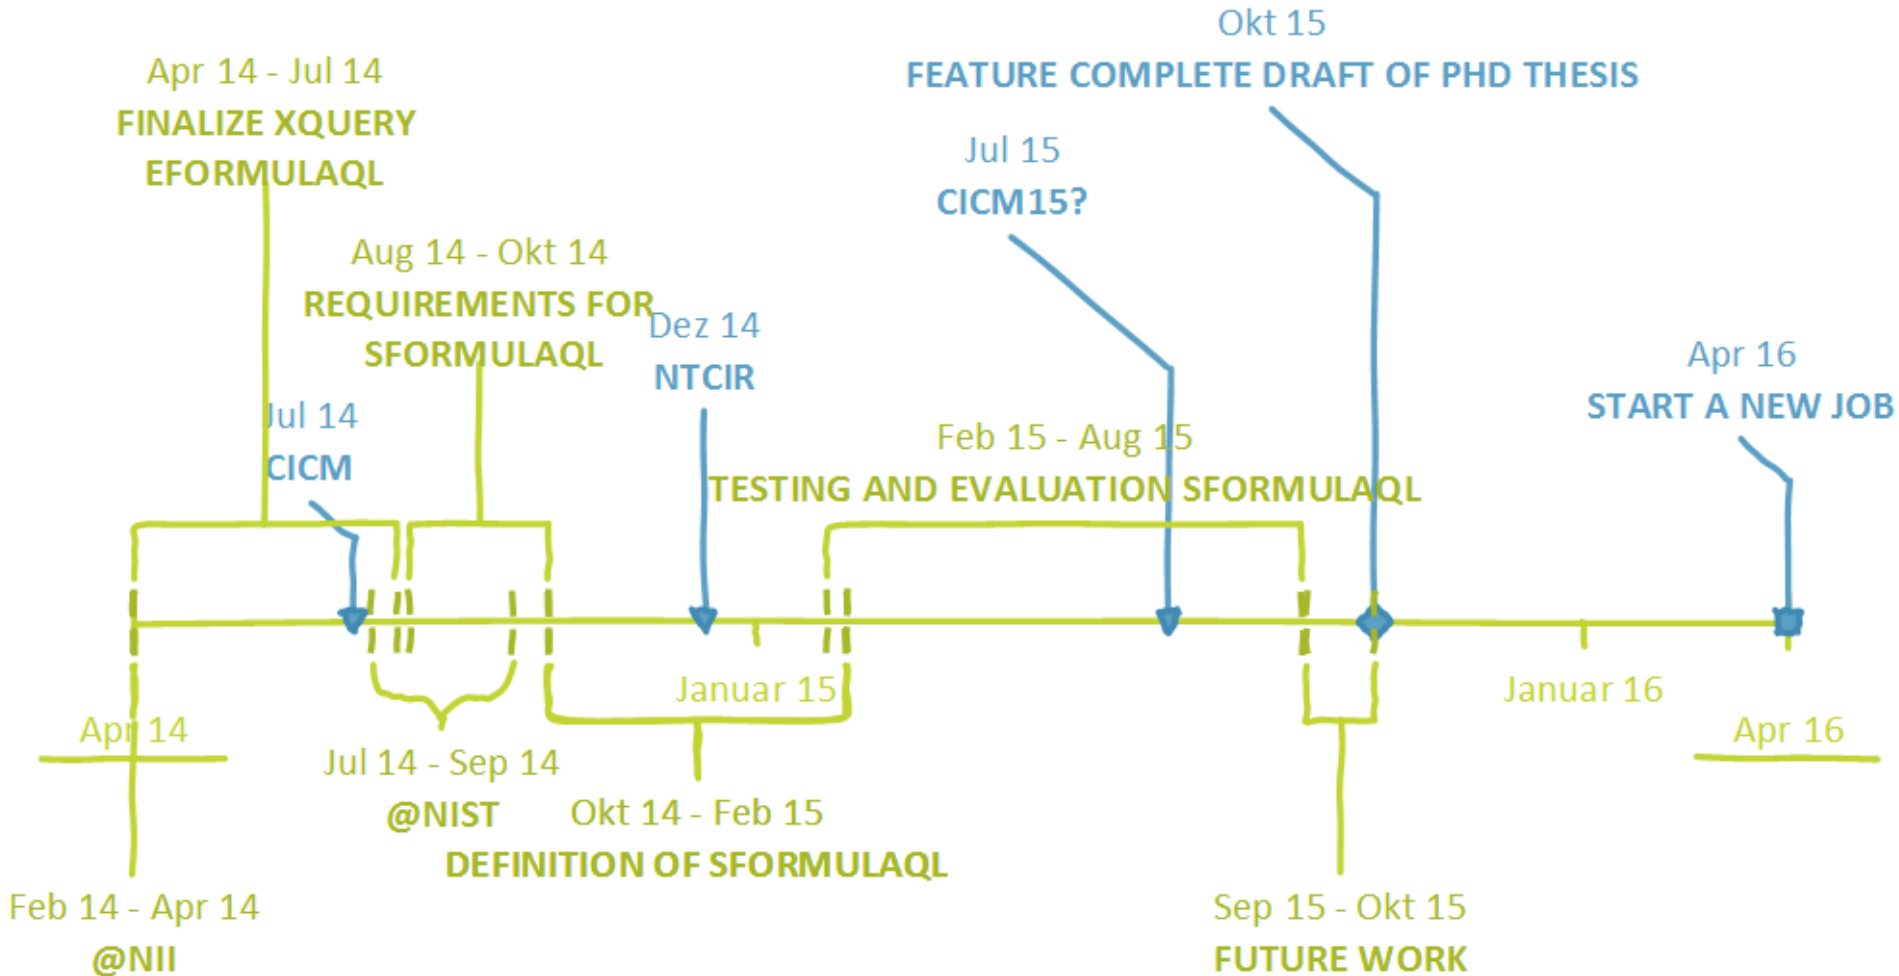 Okt 15
FEATURE COMPLETE DRAFT OF PHD THESIS
Apr 14 - Jul 14
FINALIZE XQUERY
EFORMULAQL
Jul 15
CICM15?
Aug 14 - Okt 14
REQUIREMENTS FOR
SFORMULAQL
Dez 14
NTCIR
Apr 16
START A NEW JOB
Jul 14
CICM
Feb 15 - Aug 15
TESTING AND EVALUATION SFORMULAQL
Januar 15
Januar 16
Apr 14
Apr 16
Jul 14 - Sep 14
@NIST
Okt 14 - Feb 15
DEFINITION OF SFORMULAQL
Feb 14 - Apr 14
@NII
Sep 15 - Okt 15
FUTURE WORK